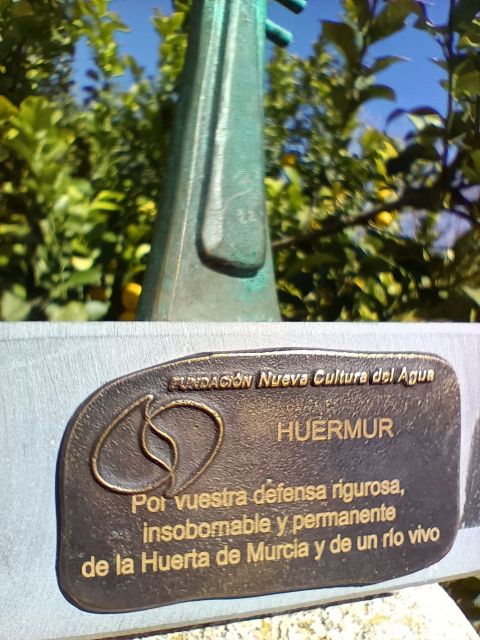 FUNDACIÓN Nueva Cultura del Agua
HUERMUR
Por vuestra defensa rigurosa,
insobornable y permanente
de la Huerta de Murcia y de un río vivo